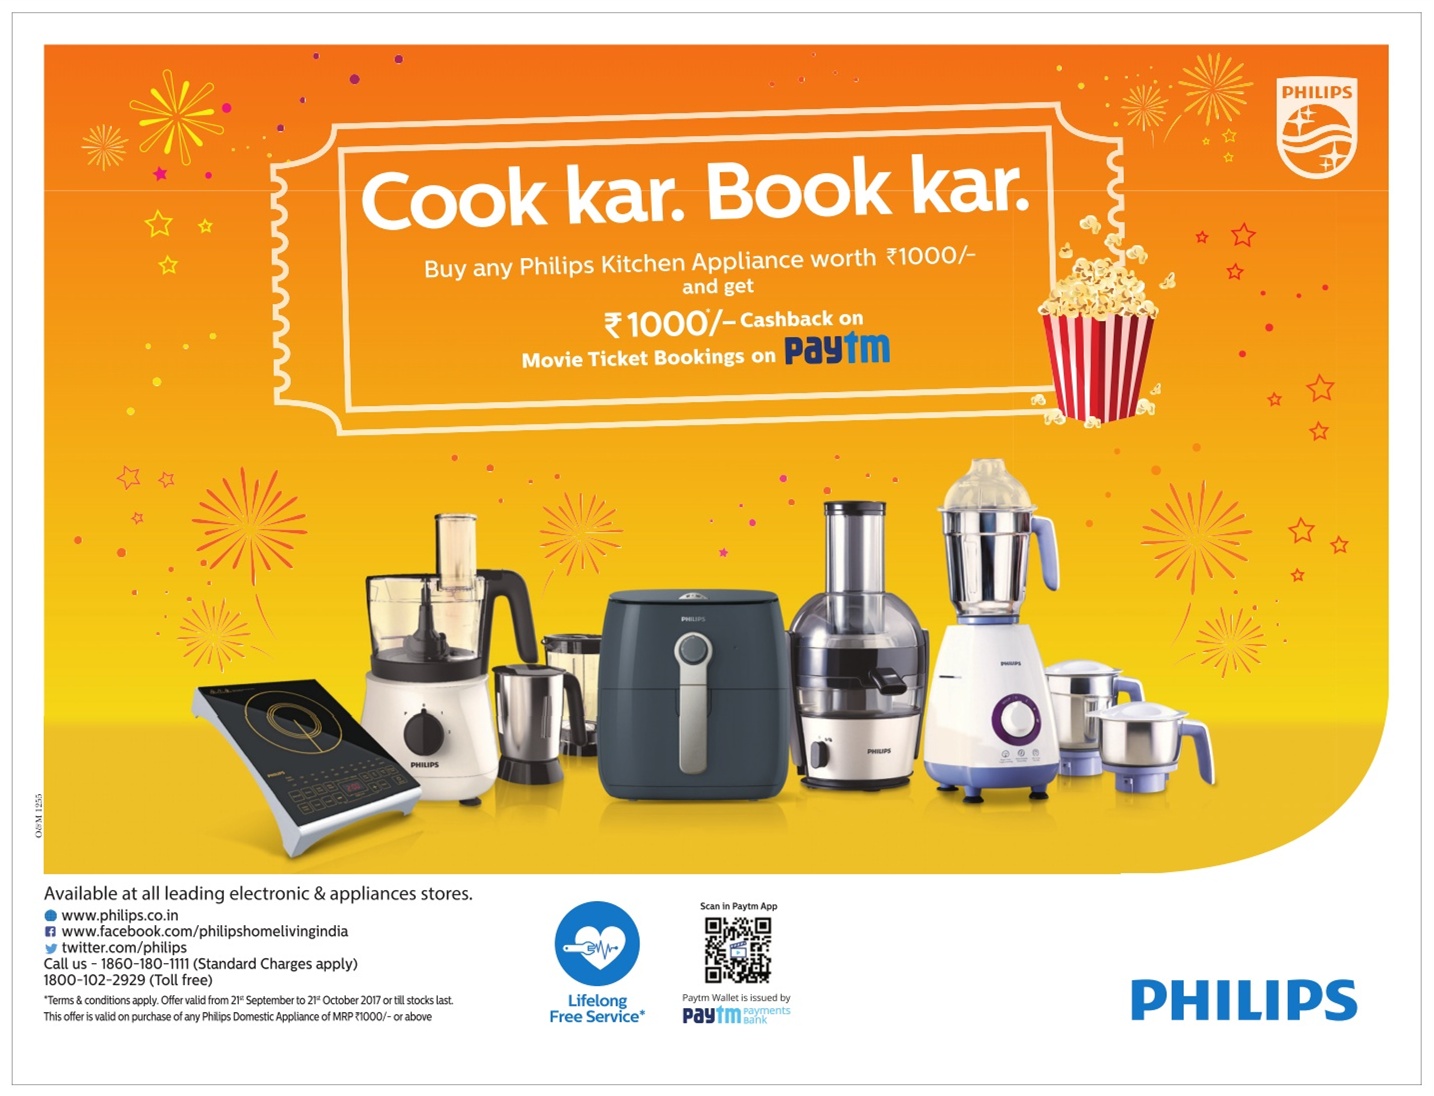 PHILIPS
Cook kar. Book kar.
Buy any Philips Kitchen Appliance worth ₹1000/-
and get
₹1000*/– Cashback on
Movie Ticket Bookings on paytm
PHILIPS
PHILIPS
PHILIPS
PHILIPS
PHILIPS
O&M 1255
Available at all leading electronic & appliances stores.
www.philips.co.in
www.facebook.com/philipshomelivingindia
twitter.com/philips
Call us - 1860-180-1111 (Standard Charges apply)
1800-102-2929 (Toll free)
*Terms & conditions apply. Offer valid from 21st September to 21st October 2017 or till stocks last.
This offer is valid on purchase of any Philips Domestic Appliance of MRP ₹1000/- or above
Lifelong
Free Service*
Scan in Paytm App
Paytm Wallet is issued by
paytm payments
Bank
PHILIPS